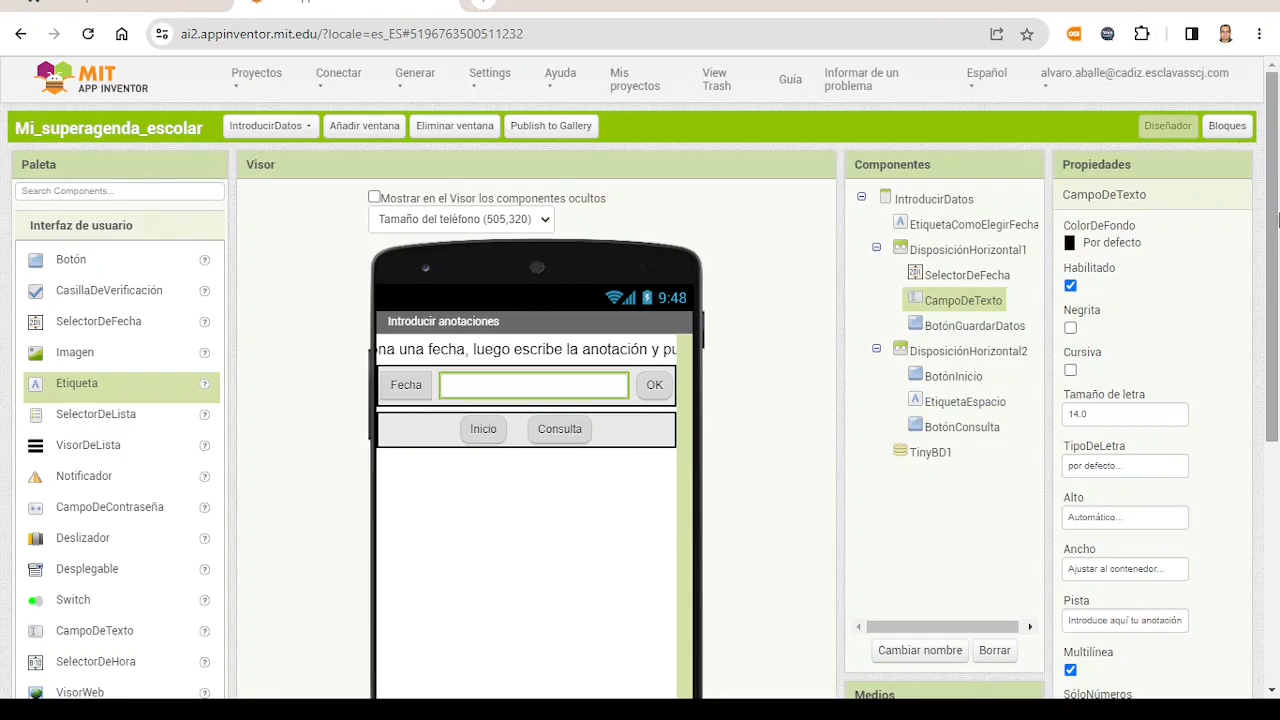 ai2.appinventor.mit.edu/?locale=es_ES#5196763500511232
MIT
APP INVENTOR
Proyectos
Conectar
Generar
Settings
Ayuda
Mis
proyectos
View
Trash
Guía
Informar de un
problema
Español
alvaro.aballe@cadiz.esclavasscj.com
Mi_superagenda_escolar
IntroducirDatos
Añadir ventana
Eliminar ventana
Publish to Gallery
Diseñador
Bloques
Paleta
Visor
Componentes
Propiedades
Search Components...
Interfaz de usuario
Botón
CasillaDeVerificación
SelectorDeFecha
Imagen
Etiqueta
SelectorDeLista
VisorDeLista
Notificador
CampoDeContraseña
Deslizador
Desplegable
Switch
CampoDeTexto
SelectorDeHora
VisorWeb
Mostrar en el Visor los componentes ocultos
Tamaño del teléfono (505,320)
9:48
Introducir anotaciones
na una fecha, luego escribe la anotación y pu
Fecha
OK
Inicio
Consulta
IntroducirDatos
EtiquetaComoElegirFecha
DisposiciónHorizontal1
SelectorDeFecha
CampoDeTexto
BotónGuardarDatos
DisposiciónHorizontal2
BotónInicio
EtiquetaEspacio
BotónConsulta
TinyBD1
Cambiar nombre
Borrar
Medios
CampoDeTexto
ColorDeFondo
Por defecto
Habilitado
Negrita
Cursiva
Tamaño de letra
14.0
TipoDeLetra
por defecto...
Alto
Automático...
Ancho
Ajustar al contenedor...
Pista
Introduce aquí tu anotación
Multilínea
SóloNúmeros